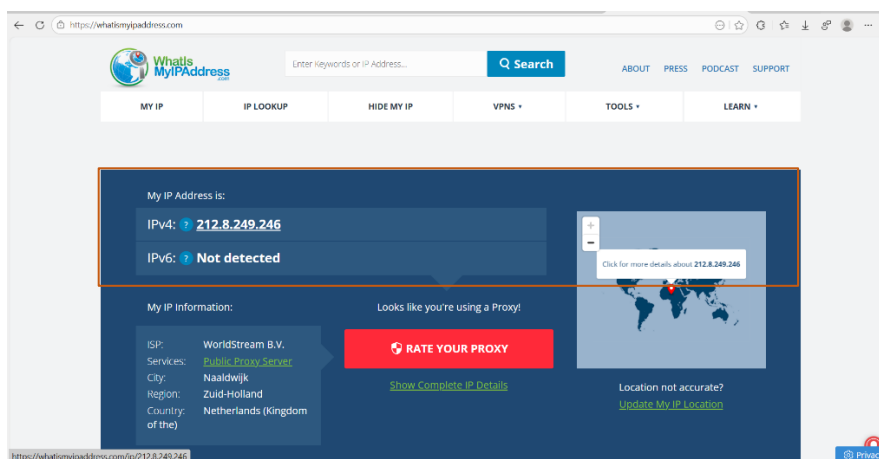 https://whatismyipaddress.com
WhatIs
MyIPAddress
.com
Enter Keywords or IP Address...
Search
ABOUT PRESS PODCAST SUPPORT
MY IP IP LOOKUP HIDE MY IP VPNS TOOLS LEARN
My IP Address is:
IPv4: ? 212.8.249.246
IPv6: ? Not detected
+
-
Click for more details about 212.8.249.246
My IP Information:
Looks like you're using a Proxy!
ISP: WorldStream B.V.
Services: Public Proxy Server
City: Naaldwijk
Region: Zuid-Holland
Country: Netherlands (Kingdom
of the)
RATE YOUR PROXY
Show Complete IP Details
Location not accurate?
Update My IP Location
https://whatismyipaddress.com/ip/212.8.249.246
Privac